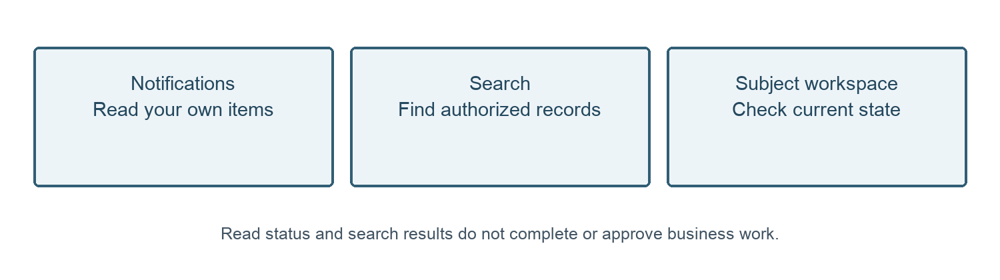 Notifications
Read your own items
Search
Find authorized records
Subject workspace
Check current state
Read status and search results do not complete or approve business work.